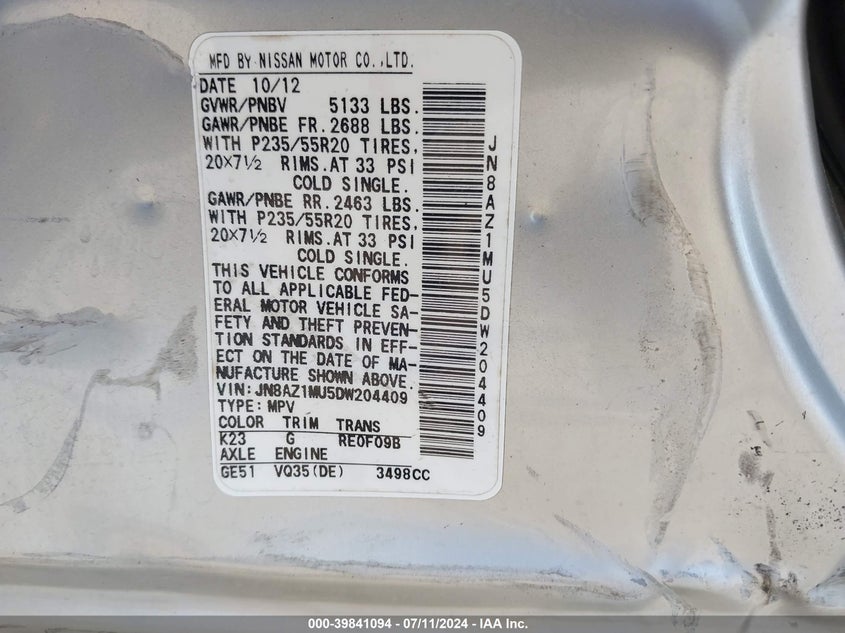 MFD BY NISSAN MOTOR CO.,LTD.
DATE 10/12
GVWR/PNBV 5133 LBS.
GAWR/PNBE FR. 2688 LBS.
WITH P235/55R20 TIRES,
20X7½ RIMS.AT 33 PSI
COLD SINGLE.
GAWR/PNBE RR. 2463 LBS.
WITH P235/55R20 TIRES,
20X7½ RIMS.AT 33 PSI
COLD SINGLE.
THIS VEHICLE CONFORMS
TO ALL APPLICABLE FED-
ERAL MOTOR VEHICLE SA-
FETY AND THEFT PREVEN-
TION STANDARDS IN EFF-
ECT ON THE DATE OF MA-
NUFACTURE SHOWN ABOVE.
VIN: JN8AZ1MU5DW204409
TYPE: MPV
COLOR TRIM TRANS
K23 G RE0F09B
AXLE ENGINE
GE51 VQ35(DE) 3498CC
JN8AZ1MU5DW204409
000-39841094 - 07/11/2024 - IAA Inc.